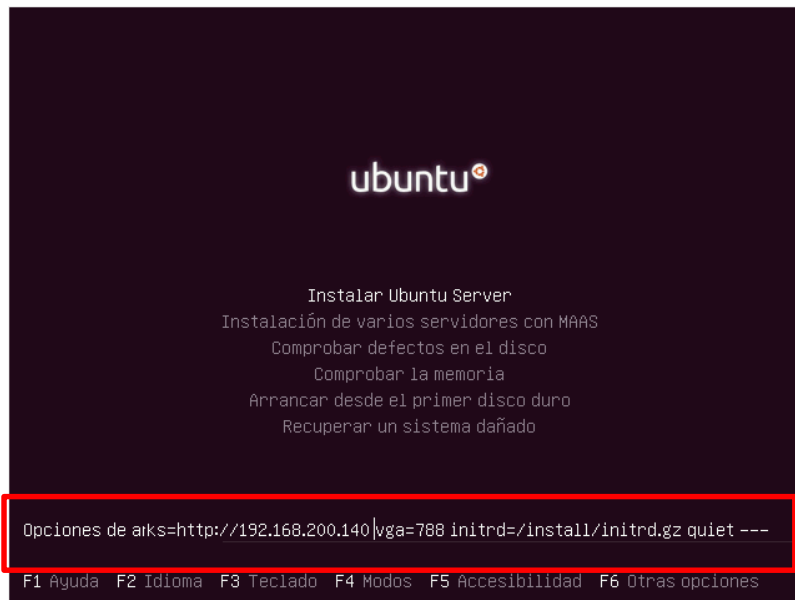 ubuntu
Instalar Ubuntu Server
Instalación de varios servidores con MAAS
Comprobar defectos en el disco
Comprobar la memoria
Arrancar desde el primer disco duro
Recuperar un sistema dañado
Opciones de arks=http://192.168.200.140 vga=788 initrd=/install/initrd.gz quiet ---
F1 Ayuda F2 Idioma F3 Teclado F4 Modos F5 Accesibilidad F6 Otras opciones